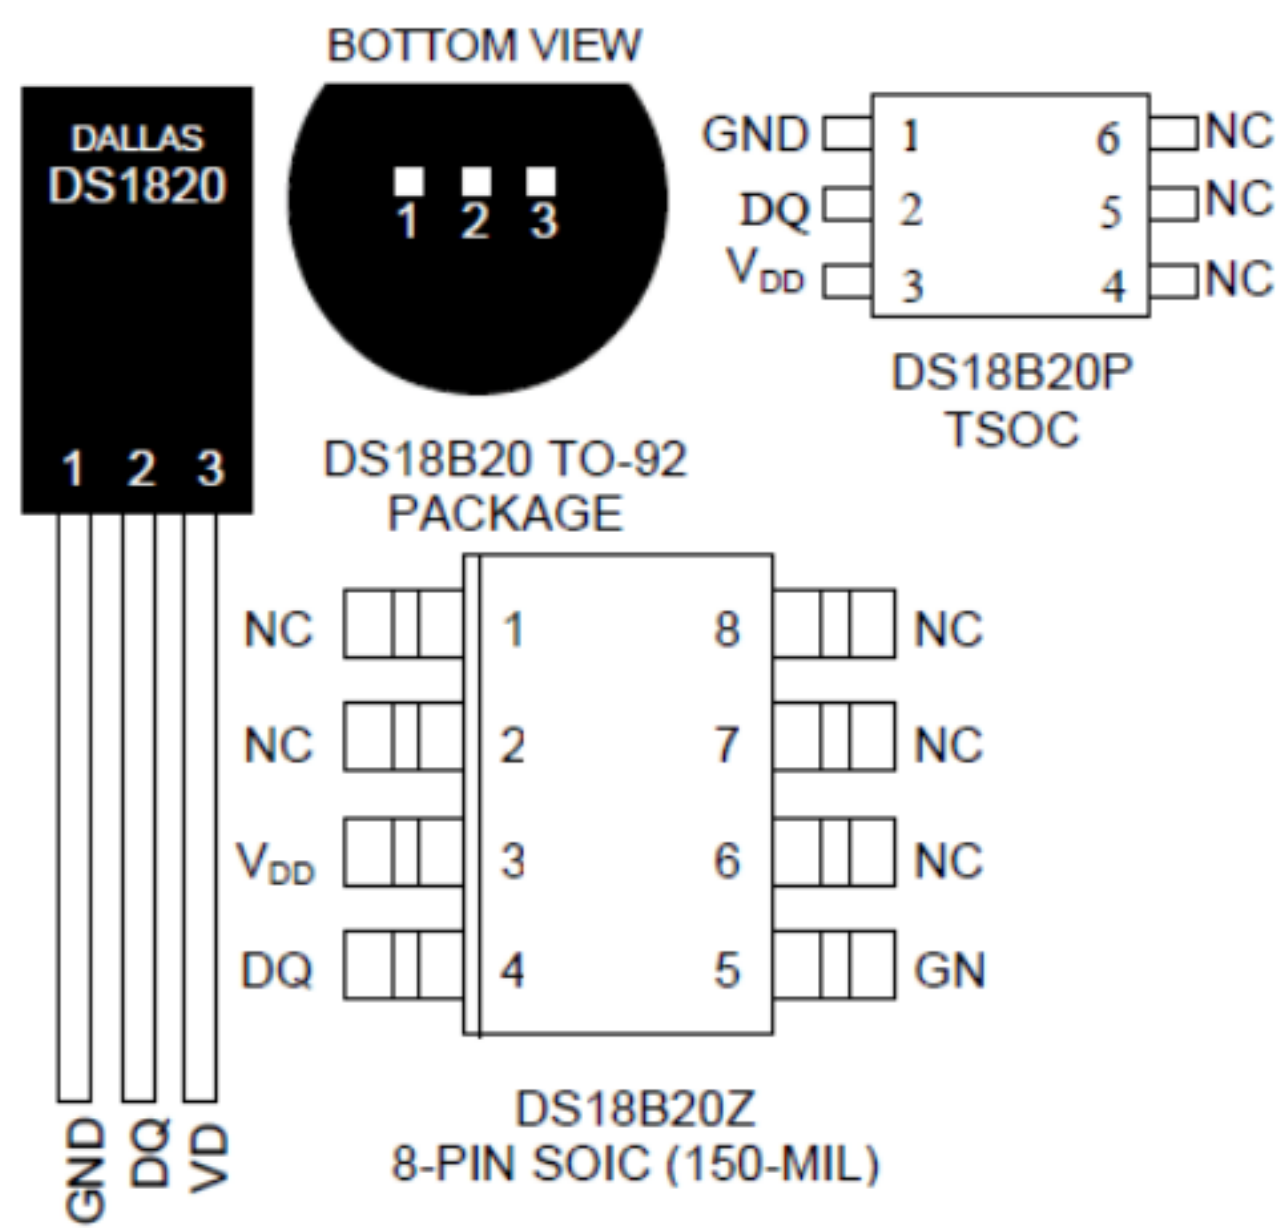 BOTTOM VIEW
DALLAS
DS1820
1 2 3
GND DQ VD
1 2 3
DS18B20 TO-92
PACKAGE
GND 1 6 NC
DQ 2 5 NC
VDD 3 4 NC
DS18B20P
TSOC
NC 1 8 NC
NC 2 7 NC
VDD 3 6 NC
DQ 4 5 GN
DS18B20Z
8-PIN SOIC (150-MIL)